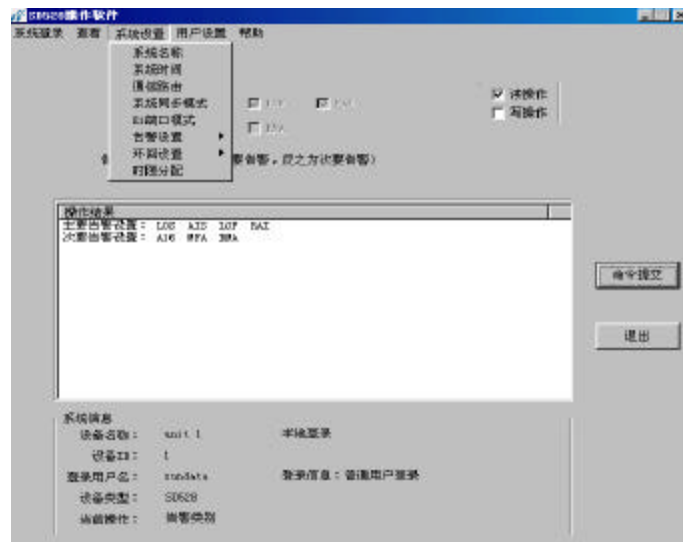 SD528操作软件
系统登录 查看 系统设置 用户设置 帮助
系统名称
系统时间
通信路由
系统同步模式
E1端口模式
告警设置
环回设置
时隙分配
读操作
写操作
要告警，反之为次要告警）
操作结果
主要告警设置： LOS AIS LOF RAI
次要告警设置： A16 MFA BMA
命令提交
退出
系统信息
设备名称： unit 1 本地登录
设备ID： 1
登录用户名： sundata 登录信息：普通用户登录
设备类型： SD528
当前操作： 告警类别